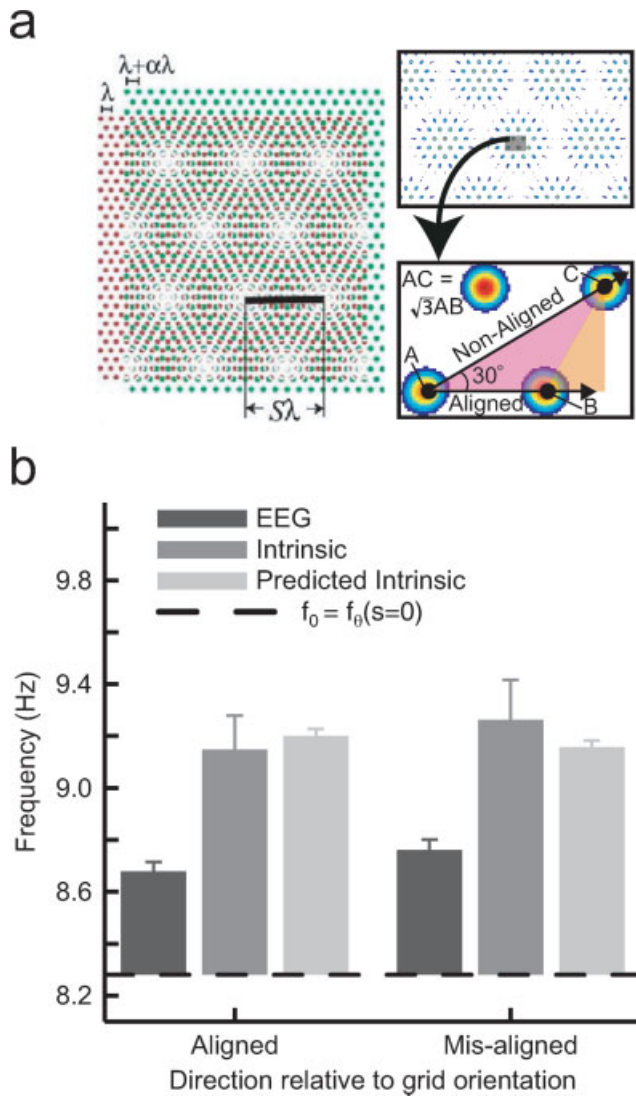 a
λ+αλ
λ
Sλ
AC =
√3AB
C
Non-Aligned
A
30°
Aligned
B
b
EEG
Intrinsic
Predicted Intrinsic
f₀ = f_θ(s=0)
Frequency (Hz)
9.8
9.4
9.0
8.6
8.2
Aligned
Mis-aligned
Direction relative to grid orientation